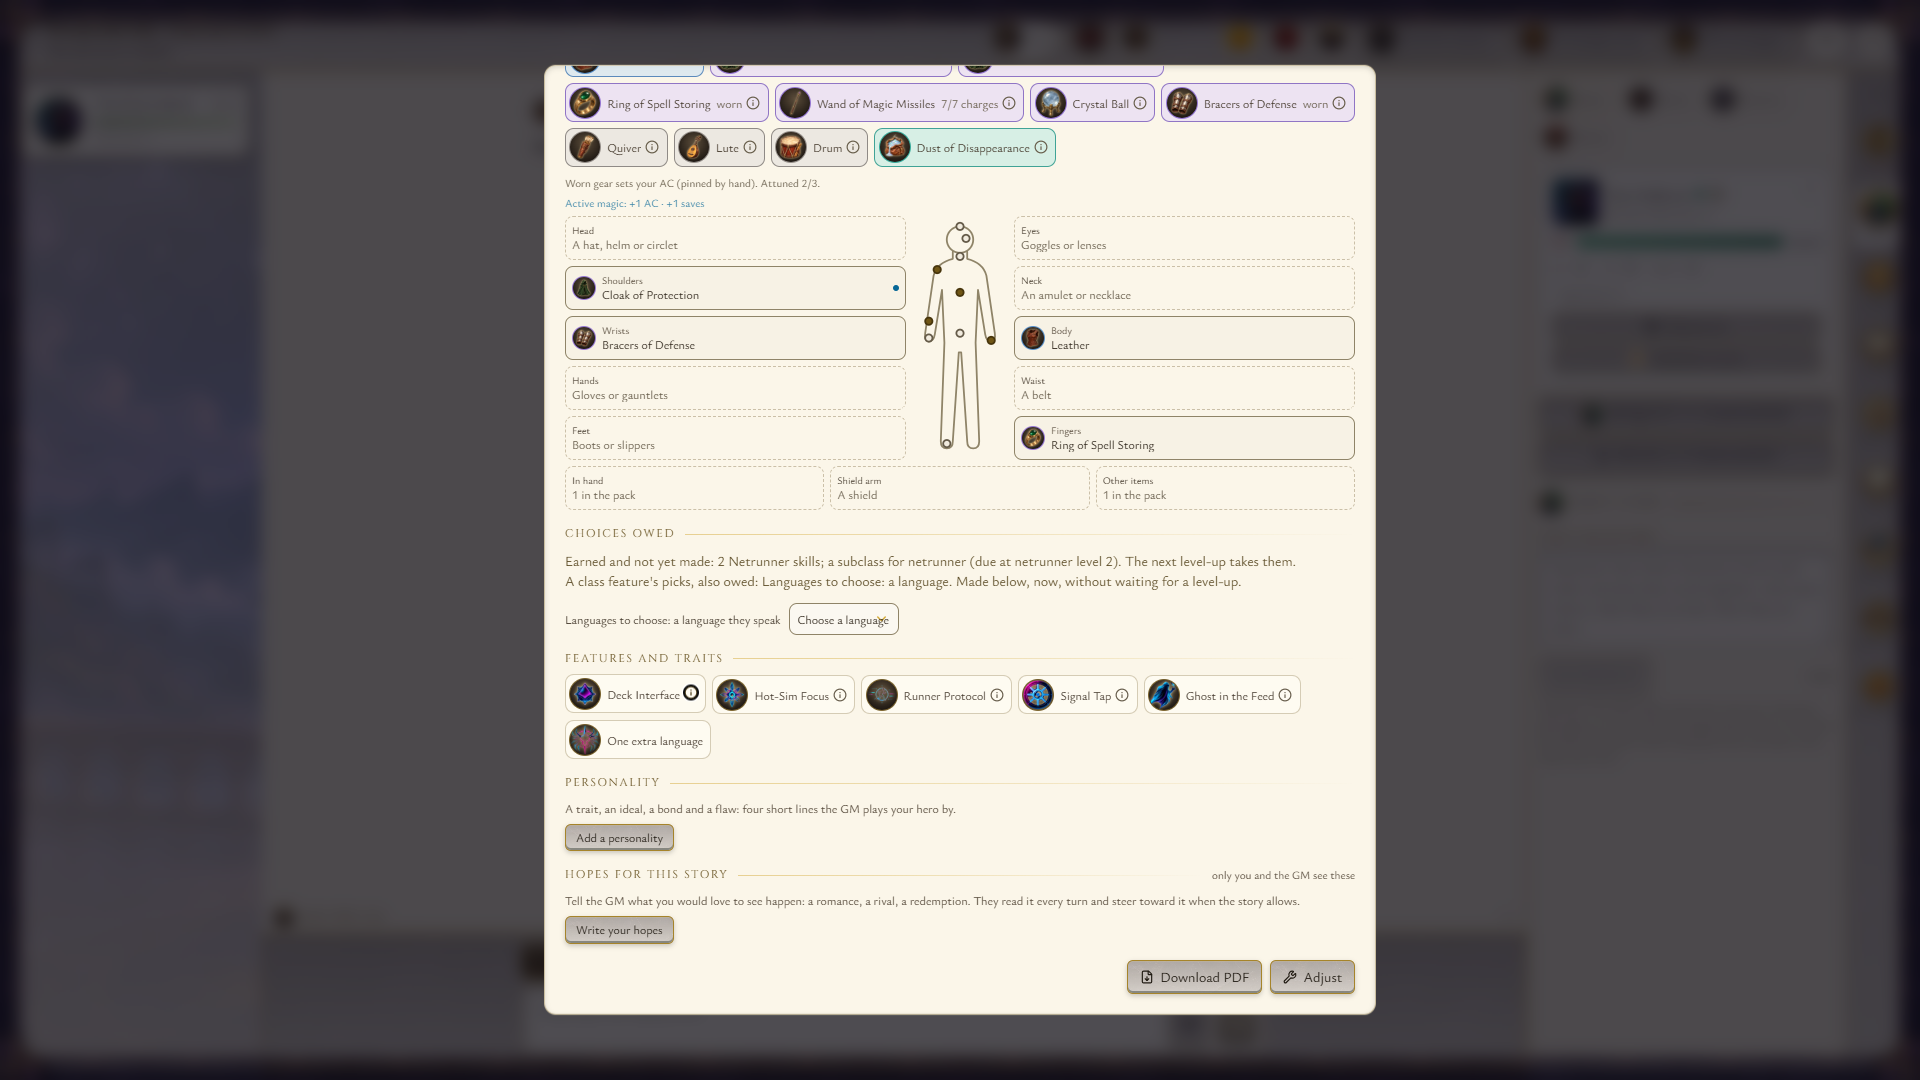 Ring of Spell Storing worn
Wand of Magic Missiles 7/7 charges
Crystal Ball
Bracers of Defense worn
Quiver
Lute
Drum
Dust of Disappearance
Worn gear sets your AC (pinned by hand). Attuned 2/3.
Active magic: +1 AC · +1 saves
Head
A hat, helm or circlet
Eyes
Goggles or lenses
Shoulders
Cloak of Protection
Neck
An amulet or necklace
Wrists
Bracers of Defense
Body
Leather
Hands
Gloves or gauntlets
Waist
A belt
Feet
Boots or slippers
Fingers
Ring of Spell Storing
In hand
1 in the pack
Shield arm
A shield
Other items
1 in the pack
CHOICES OWED
Earned and not yet made: 2 Netrunner skills; a subclass for netrunner (due at netrunner level 2). The next level-up takes them.
A class feature's picks, also owed: Languages to choose: a language. Made below, now, without waiting for a level-up.
Languages to choose: a language they speak
Choose a language
FEATURES AND TRAITS
Deck Interface
Hot-Sim Focus
Runner Protocol
Signal Tap
Ghost in the Feed
One extra language
PERSONALITY
A trait, an ideal, a bond and a flaw: four short lines the GM plays your hero by.
Add a personality
HOPES FOR THIS STORY
only you and the GM see these
Tell the GM what you would love to see happen: a romance, a rival, a redemption. They read it every turn and steer toward it when the story allows.
Write your hopes
Download PDF
Adjust